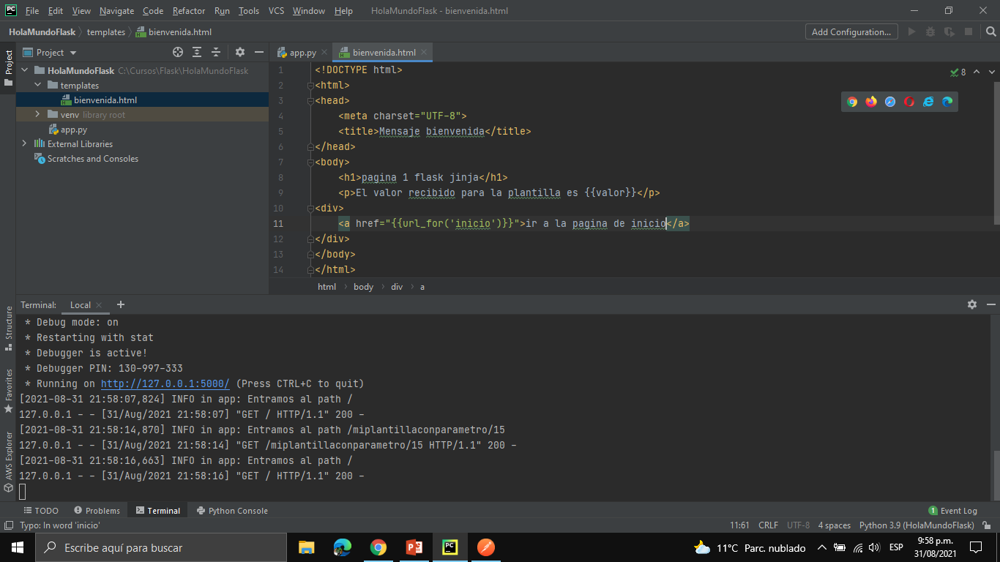 PC File Edit View Navigate Code Refactor Run Tools VCS Window Help HolaMundoFlask - bienvenida.html
HolaMundoFlask templates bienvenida.html Add Configuration...
Project
Project
HolaMundoFlask C:\Cursos\Flask\HolaMundoFlask
templates
bienvenida.html
venv library root
app.py
External Libraries
Scratches and Consoles
app.py bienvenida.html
8
1 <!DOCTYPE html>
2 <html>
3 <head>
4 <meta charset="UTF-8">
5 <title>Mensaje bienvenida</title>
6 </head>
7 <body>
8 <h1>pagina 1 flask jinja</h1>
9 <p>El valor recibido para la plantilla es {{valor}}</p>
10 <div>
11 <a href="{{url_for('inicio')}}">ir a la pagina de inicio</a>
12 </div>
13 </body>
14 </html>
html body div a
Structure
Favorites
AWS Explorer
Terminal: Local
* Debug mode: on
* Restarting with stat
* Debugger is active!
* Debugger PIN: 130-997-333
* Running on http://127.0.0.1:5000/ (Press CTRL+C to quit)
[2021-08-31 21:58:07,824] INFO in app: Entramos al path /
127.0.0.1 - - [31/Aug/2021 21:58:07] "GET / HTTP/1.1" 200 -
[2021-08-31 21:58:14,870] INFO in app: Entramos al path /miplantillaconparametro/15
127.0.0.1 - - [31/Aug/2021 21:58:14] "GET /miplantillaconparametro/15 HTTP/1.1" 200 -
[2021-08-31 21:58:16,663] INFO in app: Entramos al path /
127.0.0.1 - - [31/Aug/2021 21:58:16] "GET / HTTP/1.1" 200 -
TODO Problems Terminal Python Console 1 Event Log
Typo: In word 'inicio' 11:61 CRLF UTF-8 4 spaces Python 3.9 (HolaMundoFlask)
Escribe aquí para buscar 11°C Parc. nublado ESP 9:58 p.m.
31/08/2021